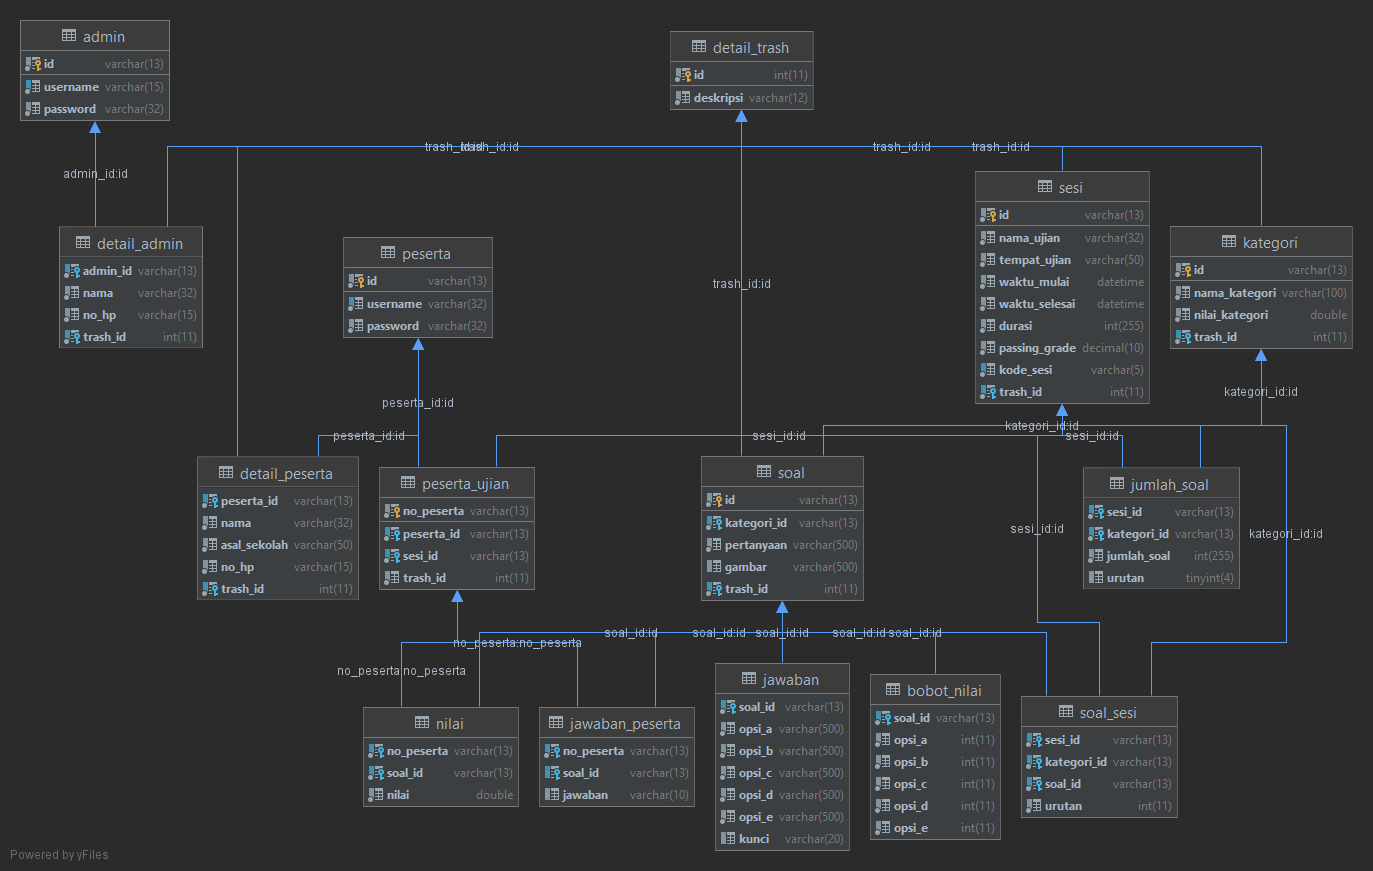 admin
id varchar(13)
username varchar(15)
password varchar(32)
detail_trash
id int(11)
deskripsi varchar(12)
trash_id:id
trash_id:id
trash_id:id
trash_id:id
admin_id:id
sesi
id varchar(13)
nama_ujian varchar(32)
tempat_ujian varchar(50)
waktu_mulai datetime
waktu_selesai datetime
durasi int(255)
passing_grade decimal(10)
kode_sesi varchar(5)
trash_id int(11)
detail_admin
admin_id varchar(13)
nama varchar(32)
no_hp varchar(15)
trash_id int(11)
peserta
id varchar(13)
username varchar(32)
password varchar(32)
kategori
id varchar(13)
nama_kategori varchar(100)
nilai_kategori double
trash_id int(11)
trash_id:id
peserta_id:id
kategori_id:id
peserta_id:id
sesi_id:id
kategori_id:id
sesi_id:id
detail_peserta
peserta_id varchar(13)
nama varchar(32)
asal_sekolah varchar(50)
no_hp varchar(15)
trash_id int(11)
peserta_ujian
no_peserta varchar(13)
peserta_id varchar(13)
sesi_id varchar(13)
trash_id int(11)
soal
id varchar(13)
kategori_id varchar(13)
pertanyaan varchar(500)
gambar varchar(500)
trash_id int(11)
jumlah_soal
sesi_id varchar(13)
kategori_id varchar(13)
jumlah_soal int(255)
urutan tinyint(4)
sesi_id:id
kategori_id:id
soal_id:id
soal_id:id
soal_id:id
soal_id:id
soal_id:id
no_peserta:no_peserta
no_peserta:no_peserta
nilai
no_peserta varchar(13)
soal_id varchar(13)
nilai double
jawaban_peserta
no_peserta varchar(13)
soal_id varchar(13)
jawaban varchar(10)
jawaban
soal_id varchar(13)
opsi_a varchar(500)
opsi_b varchar(500)
opsi_c varchar(500)
opsi_d varchar(500)
opsi_e varchar(500)
kunci varchar(20)
bobot_nilai
soal_id varchar(13)
opsi_a int(11)
opsi_b int(11)
opsi_c int(11)
opsi_d int(11)
opsi_e int(11)
soal_sesi
sesi_id varchar(13)
kategori_id varchar(13)
soal_id varchar(13)
urutan int(11)
Powered by yFiles